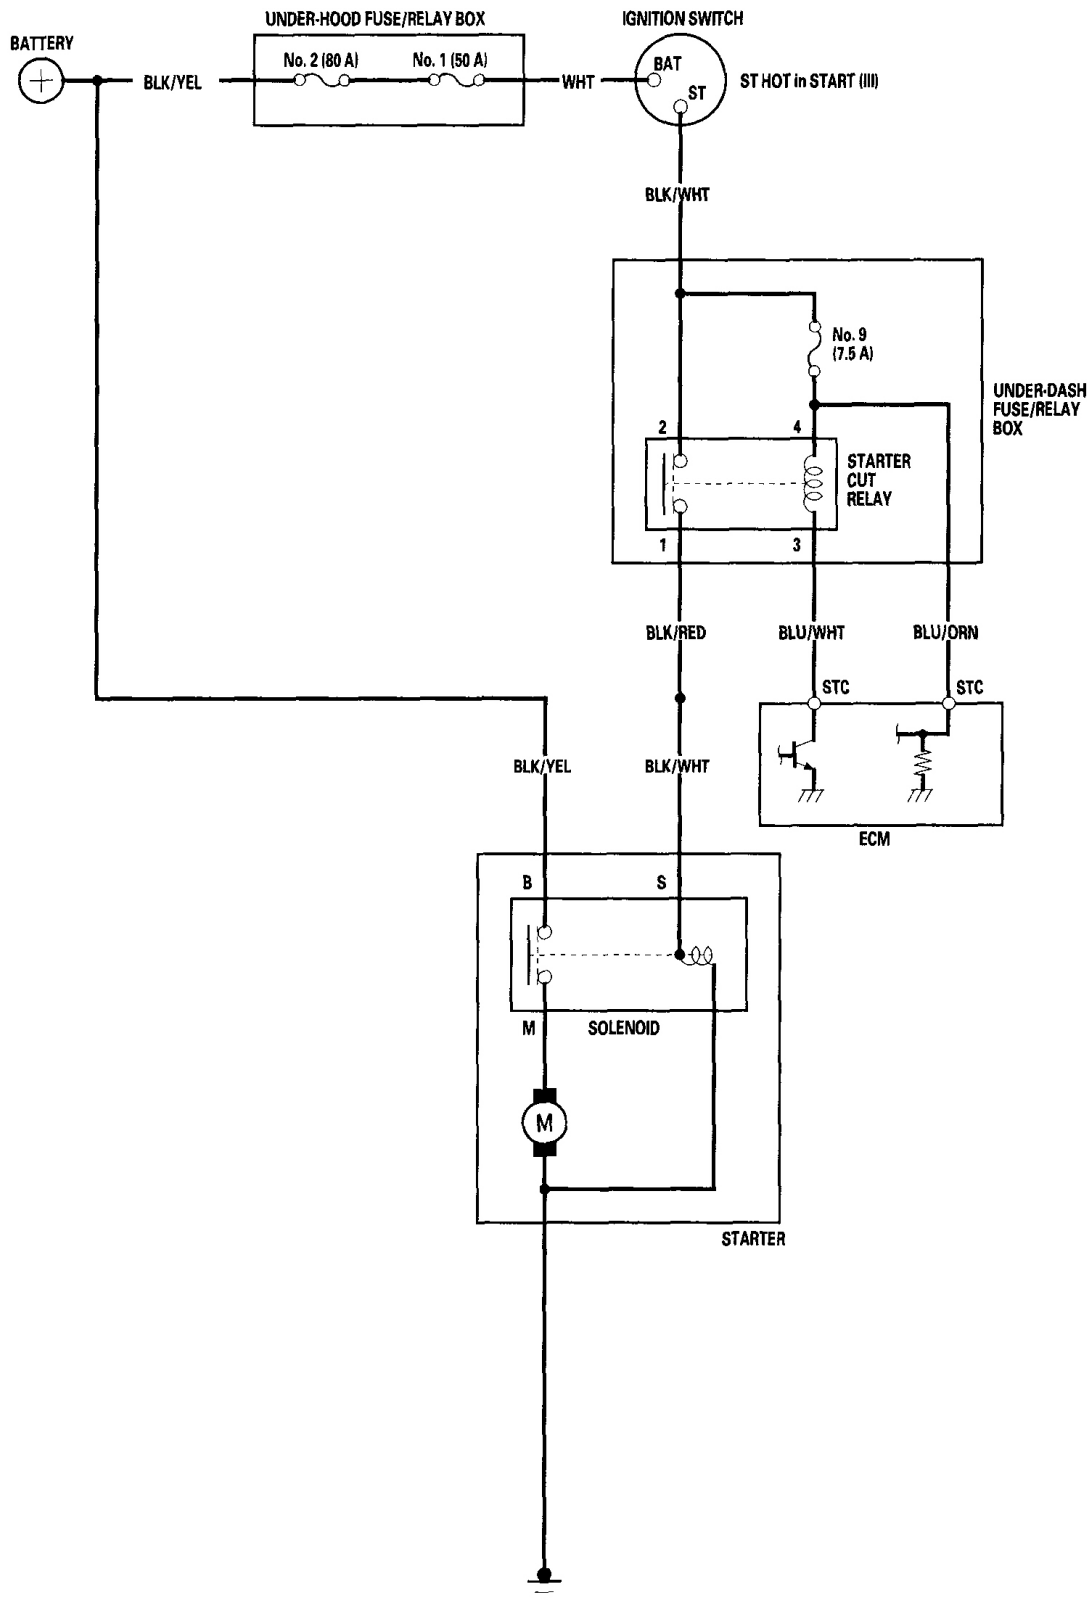 UNDER-HOOD FUSE/RELAY BOX
IGNITION SWITCH
BATTERY
No. 2 (80 A)
No. 1 (50 A)
BAT
ST
ST HOT in START (III)
BLK/YEL
WHT
BLK/WHT
No. 9
(7.5 A)
UNDER-DASH
FUSE/RELAY
BOX
2
4
STARTER
CUT
RELAY
1
3
BLK/RED
BLU/WHT
BLU/ORN
STC
STC
BLK/YEL
BLK/WHT
ECM
B
S
M
SOLENOID
M
STARTER